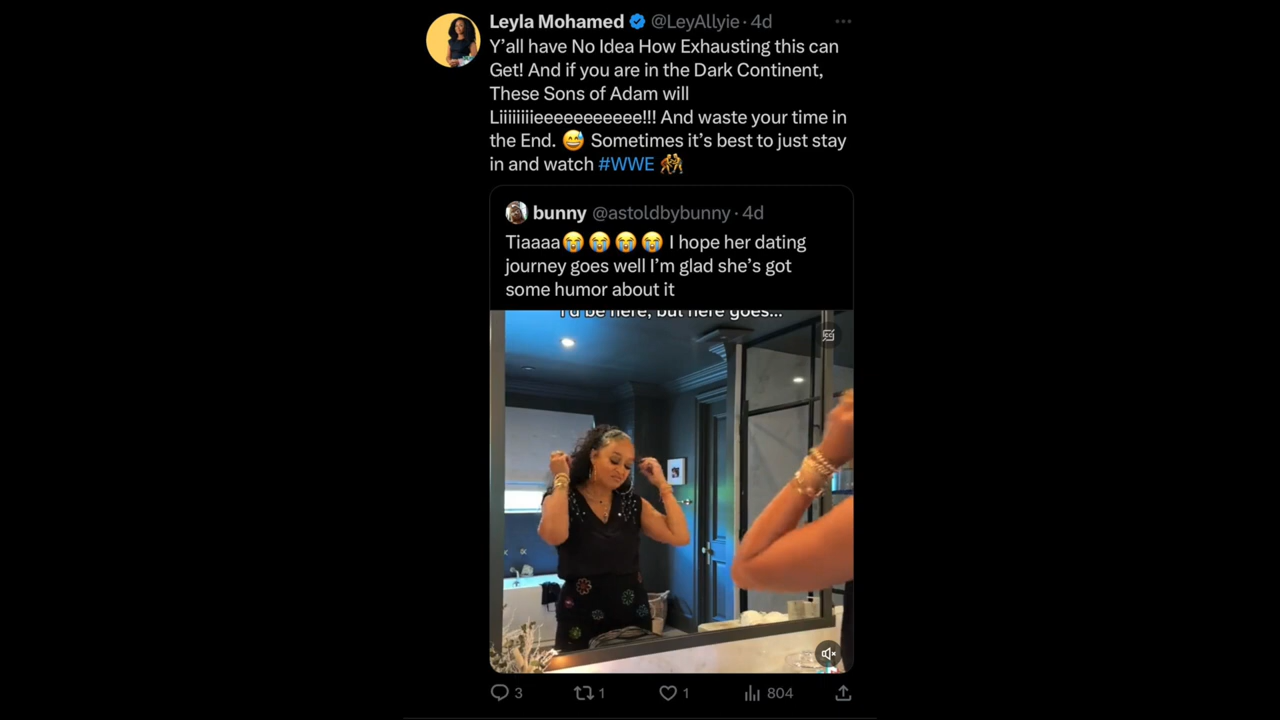 Leyla Mohamed @LeyAllyie · 4d
Y'all have No Idea How Exhausting this can
Get! And if you are in the Dark Continent,
These Sons of Adam will
Liiiiiiiieeeeeeeeeeee!!! And waste your time in
the End. 😅 Sometimes it's best to just stay
in and watch #WWE 🤼
bunny @astoldbybunny · 4d
Tiaaaa😭😭😭😭 I hope her dating
journey goes well I'm glad she's got
some humor about it
I'd be here, but here goes...
3 1 1 804